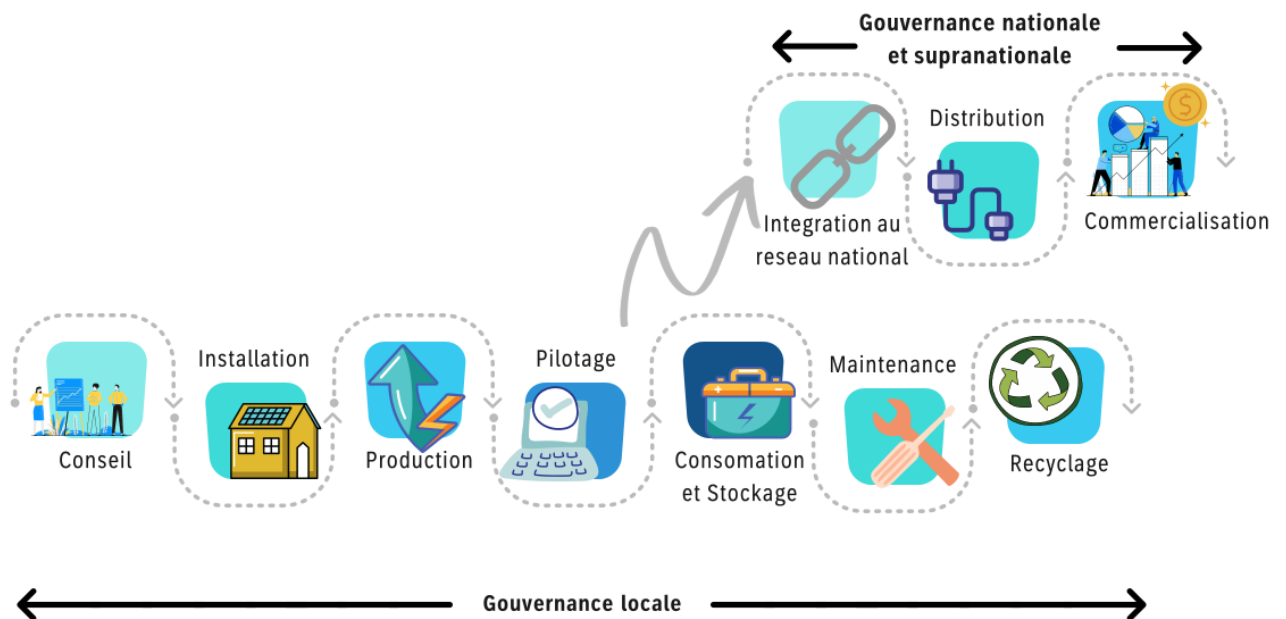 Gouvernance nationale
et supranationale
Distribution
Integration au
reseau national
Commercialisation
Installation
Pilotage
Maintenance
Conseil
Production
Consomation
et Stockage
Recyclage
Gouvernance locale